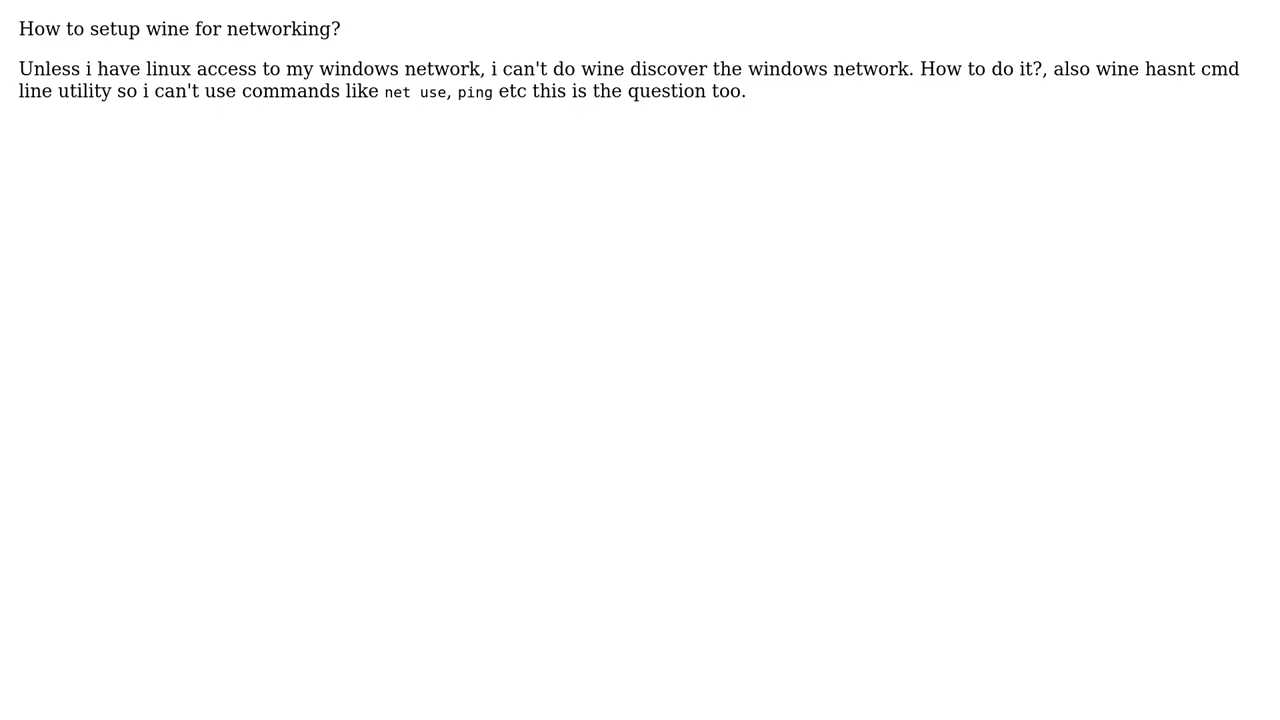 How to setup wine for networking?
Unless i have linux access to my windows network, i can't do wine discover the windows network. How to do it?, also wine hasnt cmd
line utility so i can't use commands like net use, ping etc this is the question too.